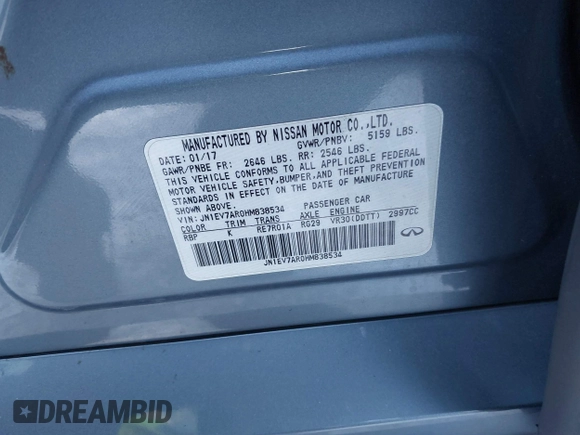 MANUFACTURED BY NISSAN MOTOR CO.,LTD.
DATE: 01/17 GVWR/PNBV: 5159 LBS.
GAWR/PNBE FR: 2646 LBS. RR: 2546 LBS.
THIS VEHICLE CONFORMS TO ALL APPLICABLE FEDERAL
MOTOR VEHICLE SAFETY,BUMPER,AND THEFT PREVENTION
STANDARDS IN EFFECT ON THE DATE OF MANUFACTURE
SHOWN ABOVE.
VIN: JN1EV7AR0HM838534 PASSENGER CAR
COLOR TRIM TRANS AXLE ENGINE
RBP K RE7R01A RG29 VR30(DDTT) 2997CC
JN1EV7AR0HM838534
INFINITI
DREAMBID